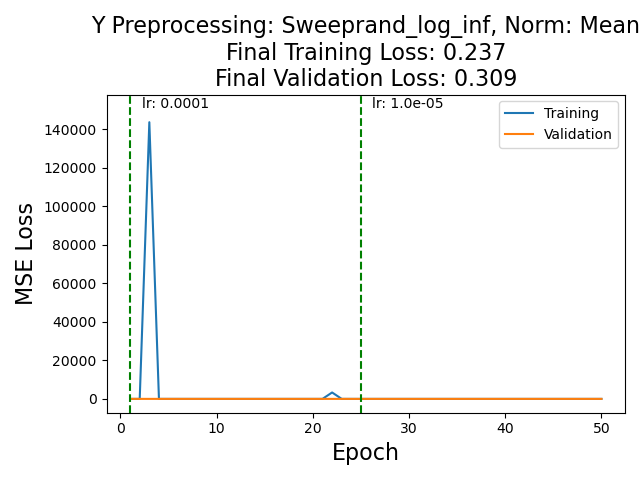 Y Preprocessing: Sweeprand_log_inf, Norm: Mean
Final Training Loss: 0.237
Final Validation Loss: 0.309
lr: 0.0001
lr: 1.0e-05
Training
Validation
140000
120000
100000
80000
60000
40000
20000
0
MSE Loss
0
10
20
30
40
50
Epoch